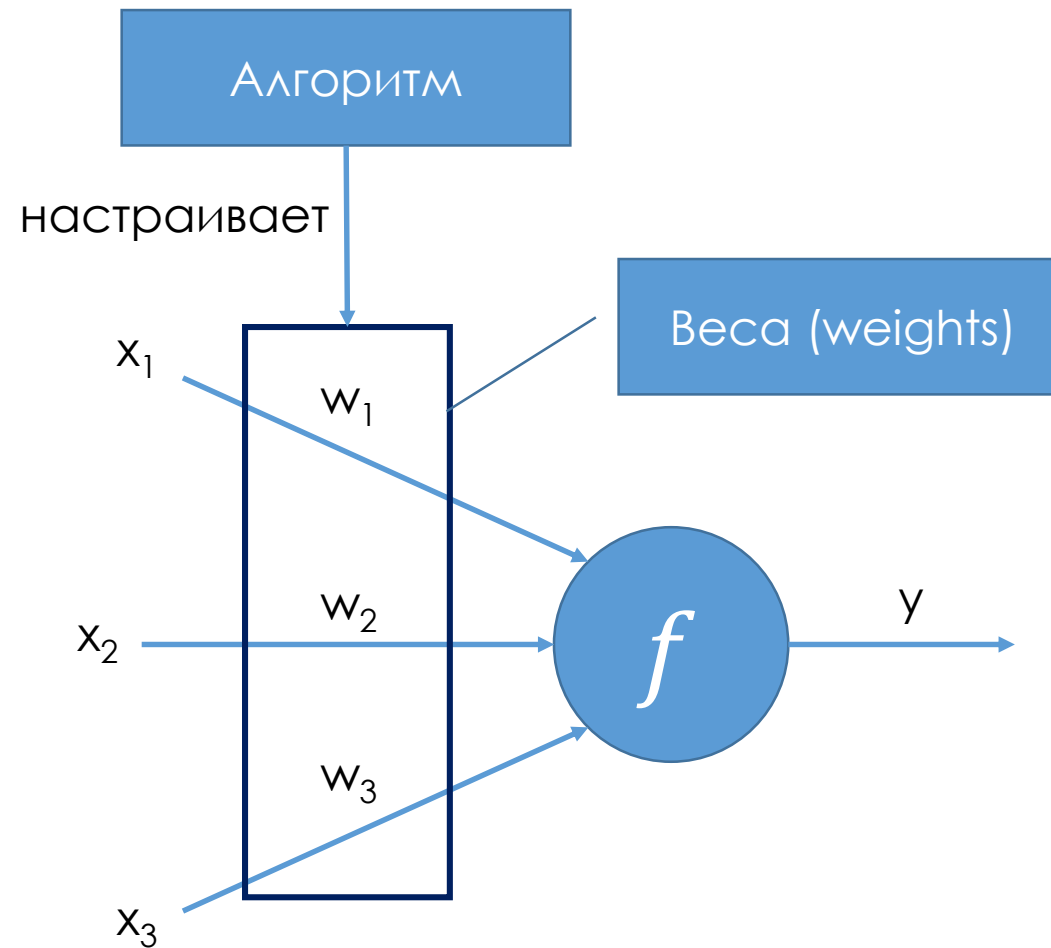 Алгоритм
настраивает
Веса (weights)
x₁
w₁
w₂
x₂
f
y
w₃
x₃